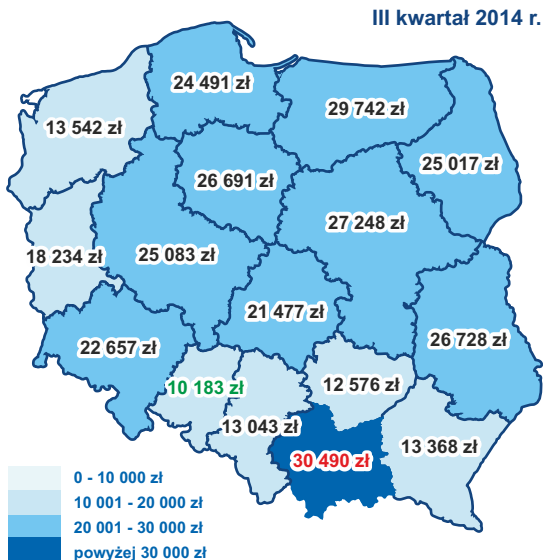 III kwartał 2014 r.
24 491 zł
29 742 zł
13 542 zł
25 017 zł
26 691 zł
27 248 zł
18 234 zł
25 083 zł
21 477 zł
26 728 zł
22 657 zł
10 183 zł
12 576 zł
13 043 zł
13 368 zł
30 490 zł
0 - 10 000 zł
10 001 - 20 000 zł
20 001 - 30 000 zł
powyżej 30 000 zł